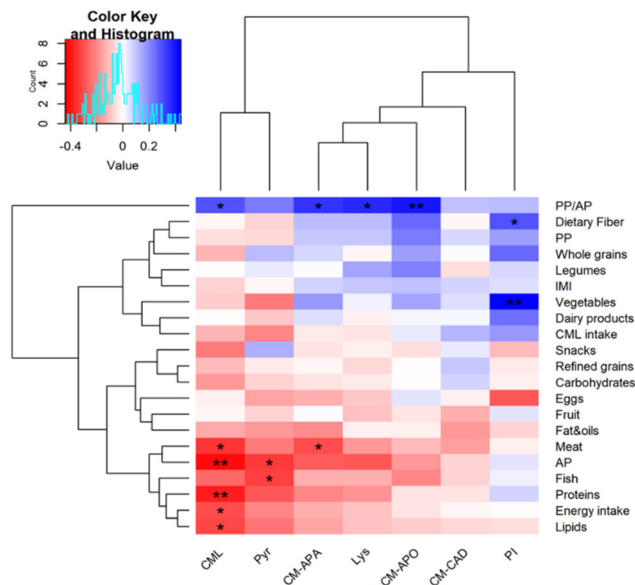 Color Key
and Histogram
Count
0 2 4 6 8
-0.4 0 0.2
Value
* * * ** PP/AP
* Dietary Fiber
PP
Whole grains
Legumes
IMI
** Vegetables
Dairy products
CML intake
Snacks
Refined grains
Carbohydrates
Eggs
Fruit
Fat&oils
* * Meat
** * AP
* Fish
** Proteins
* Energy intake
* Lipids
CML Pyr CM-APA Lys CM-APO CM-CAD PI